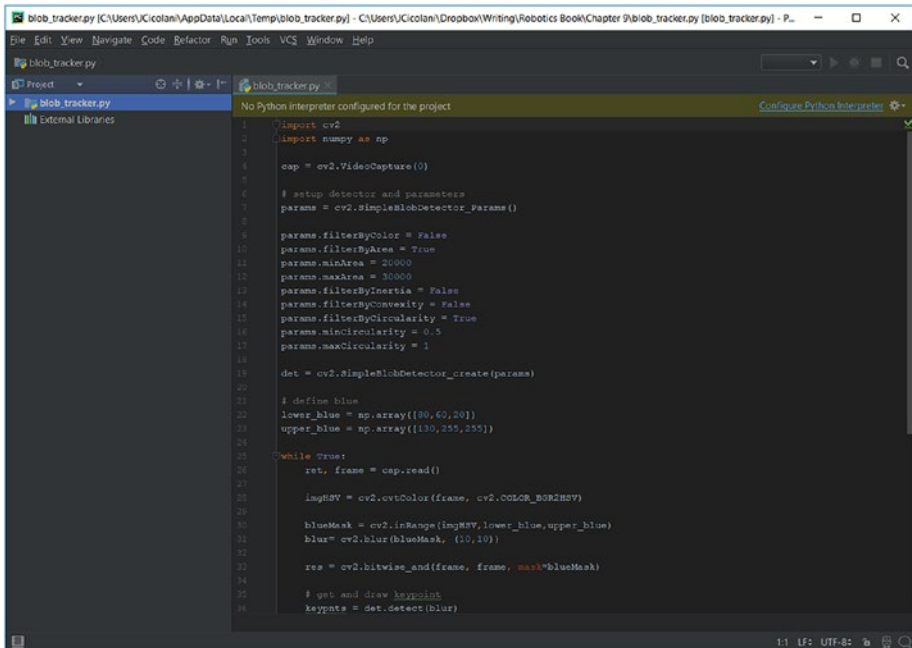 blob_tracker.py [C:\Users\JCicolani\AppData\Local\Temp\blob_tracker.py] - C:\Users\JCicolani\Dropbox\Writing\Robotics Book\Chapter 9\blob_tracker.py [blob_tracker.py] - P...
File Edit View Navigate Code Refactor Run Tools VCS Window Help
blob_tracker.py
Project
blob_tracker.py
blob_tracker.py
External Libraries
No Python interpreter configured for the project
Configure Python Interpreter
1 import cv2
2 import numpy as np
3
4 cap = cv2.VideoCapture(0)
5
6 # setup detector and parameters
7 params = cv2.SimpleBlobDetector_Params()
8
9 params.filterByColor = False
10 params.filterByArea = True
11 params.minArea = 20000
12 params.maxArea = 30000
13 params.filterByInertia = False
14 params.filterByConvexity = False
15 params.filterByCircularity = True
16 params.minCircularity = 0.5
17 params.maxCircularity = 1
18
19 det = cv2.SimpleBlobDetector_create(params)
20
21 # define blue
22 lower_blue = np.array([80,60,20])
23 upper_blue = np.array([130,255,255])
24
25 while True:
26 ret, frame = cap.read()
27
28 imgHSV = cv2.cvtColor(frame, cv2.COLOR_BGR2HSV)
29
30 blueMask = cv2.inRange(imgHSV,lower_blue,upper_blue)
31 blur= cv2.blur(blueMask, (10,10))
32
33 res = cv2.bitwise_and(frame, frame, mask=blueMask)
34
35 # get and draw keypoint
36 keypnts = det.detect(blur)
1:1 LF÷ UTF-8÷